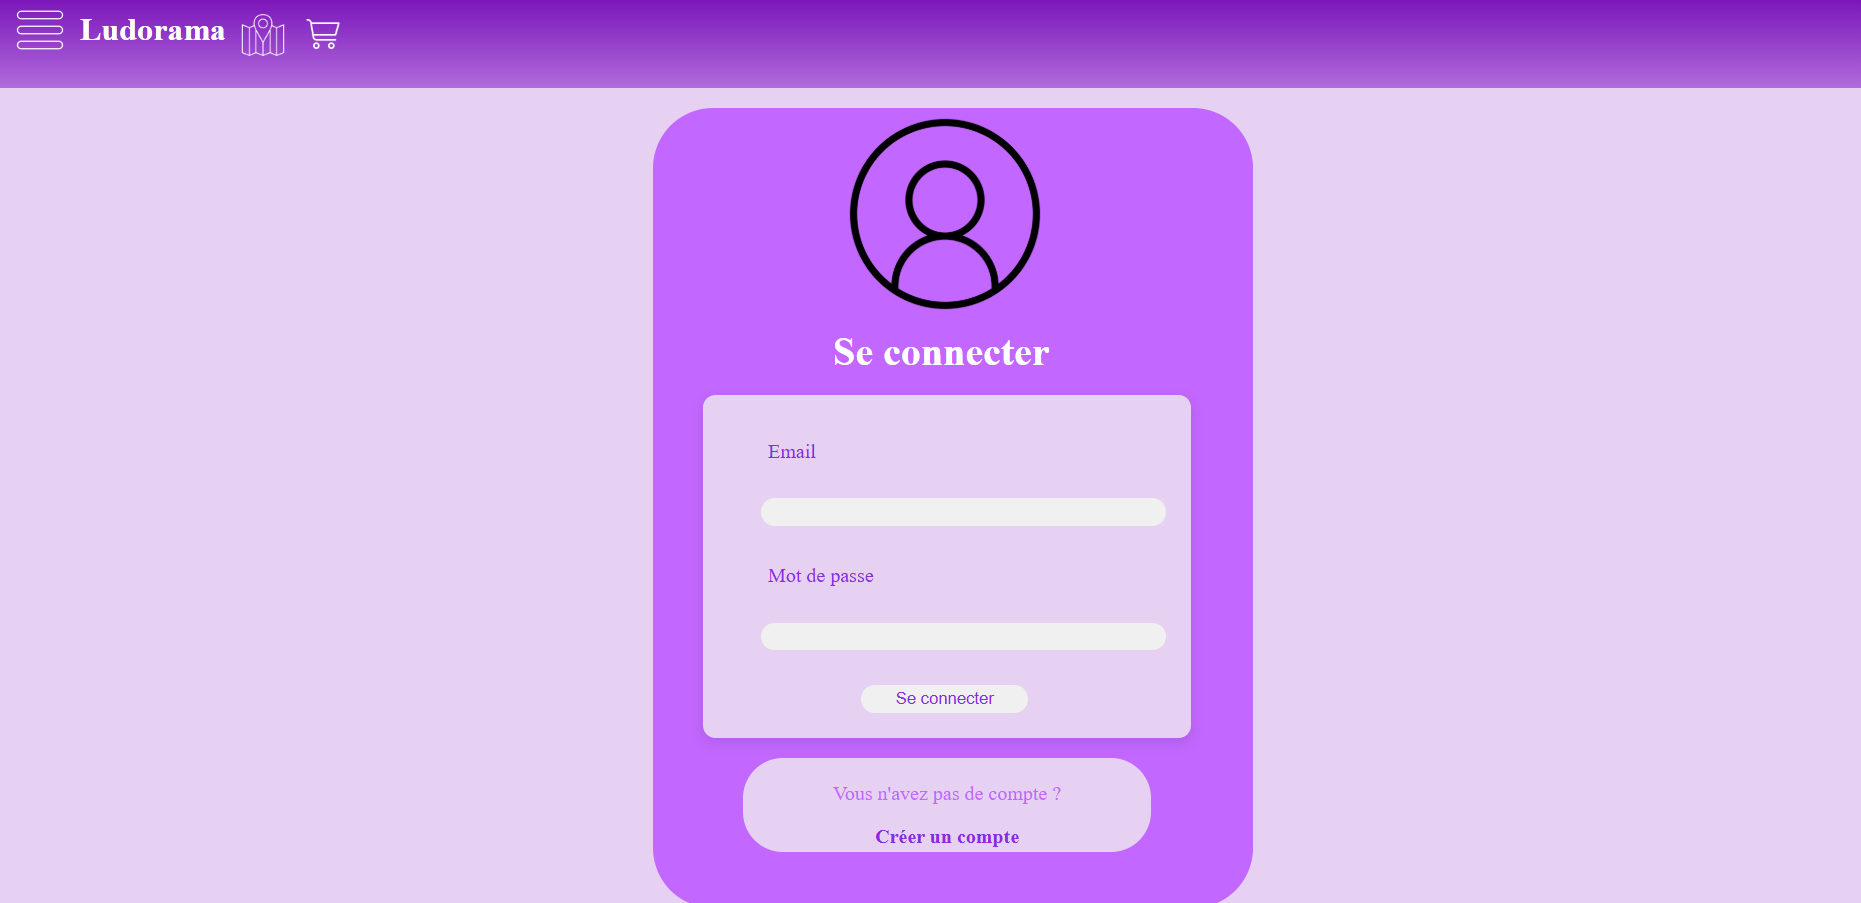 Ludorama
Se connecter
Email
Mot de passe
Se connecter
Vous n'avez pas de compte ?
Créer un compte